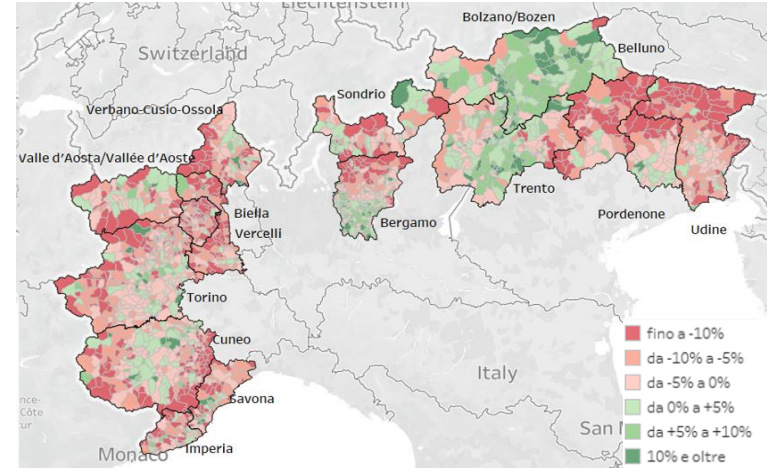 Liechtenstein
Bolzano/Bozen
Switzerland
Belluno
Sondrio
Verbano-Cusio-Ossola
Valle d'Aosta/Vallée d'Aoste
Trento
Biella
Bergamo
Pordenone
Vercelli
Udine
Torino
fino a -10%
Cuneo
da -10% a -5%
da -5% a 0%
Italy
Savona
da 0% a +5%
Côte
San M
da +5% a +10%
Monaco
Imperia
10% e oltre